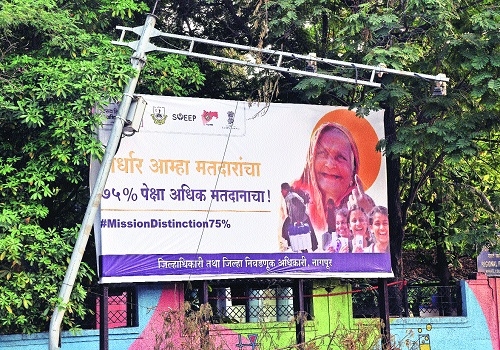 SVEEP
र्धार आम्हा मतदारांचा
७५% पेक्षा अधिक मतदानाचा!
#MissionDistinction75%
जिल्हाधिकारी तथा जिल्हा निवडणूक अधिकारी, नागपूर